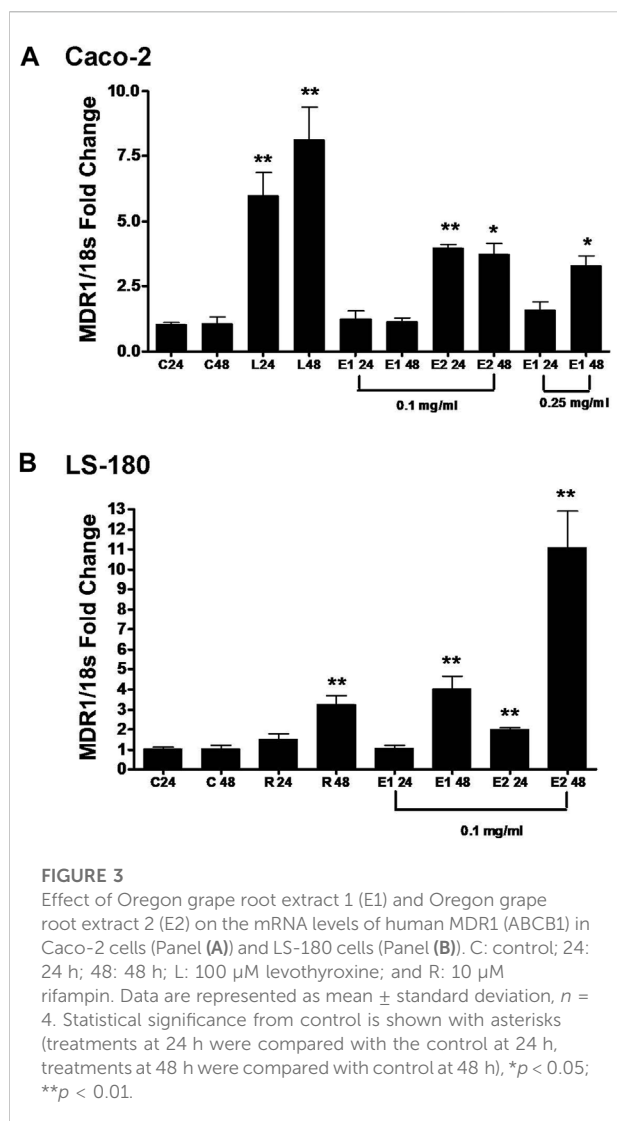 A Caco-2
MDR1/18s Fold Change
10.0
7.5
5.0
2.5
0.0
**
**
**
*
*
C24 C48 L24 L48 E1 24 E1 48 E2 24 E2 48 E1 24 E1 48
0.1 mg/ml 0.25 mg/ml
B LS-180
MDR1/18s Fold Change
13
12
11
10
9
8
7
6
5
4
3
2
1
0
**
**
**
**
C24 C 48 R 24 R 48 E1 24 E1 48 E2 24 E2 48
0.1 mg/ml
FIGURE 3
Effect of Oregon grape root extract 1 (E1) and Oregon grape
root extract 2 (E2) on the mRNA levels of human MDR1 (ABCB1) in
Caco-2 cells (Panel (A)) and LS-180 cells (Panel (B)). C: control; 24:
24 h; 48: 48 h; L: 100 µM levothyroxine; and R: 10 µM
rifampin. Data are represented as mean ± standard deviation, n =
4. Statistical significance from control is shown with asterisks
(treatments at 24 h were compared with the control at 24 h,
treatments at 48 h were compared with control at 48 h), *p < 0.05;
**p < 0.01.